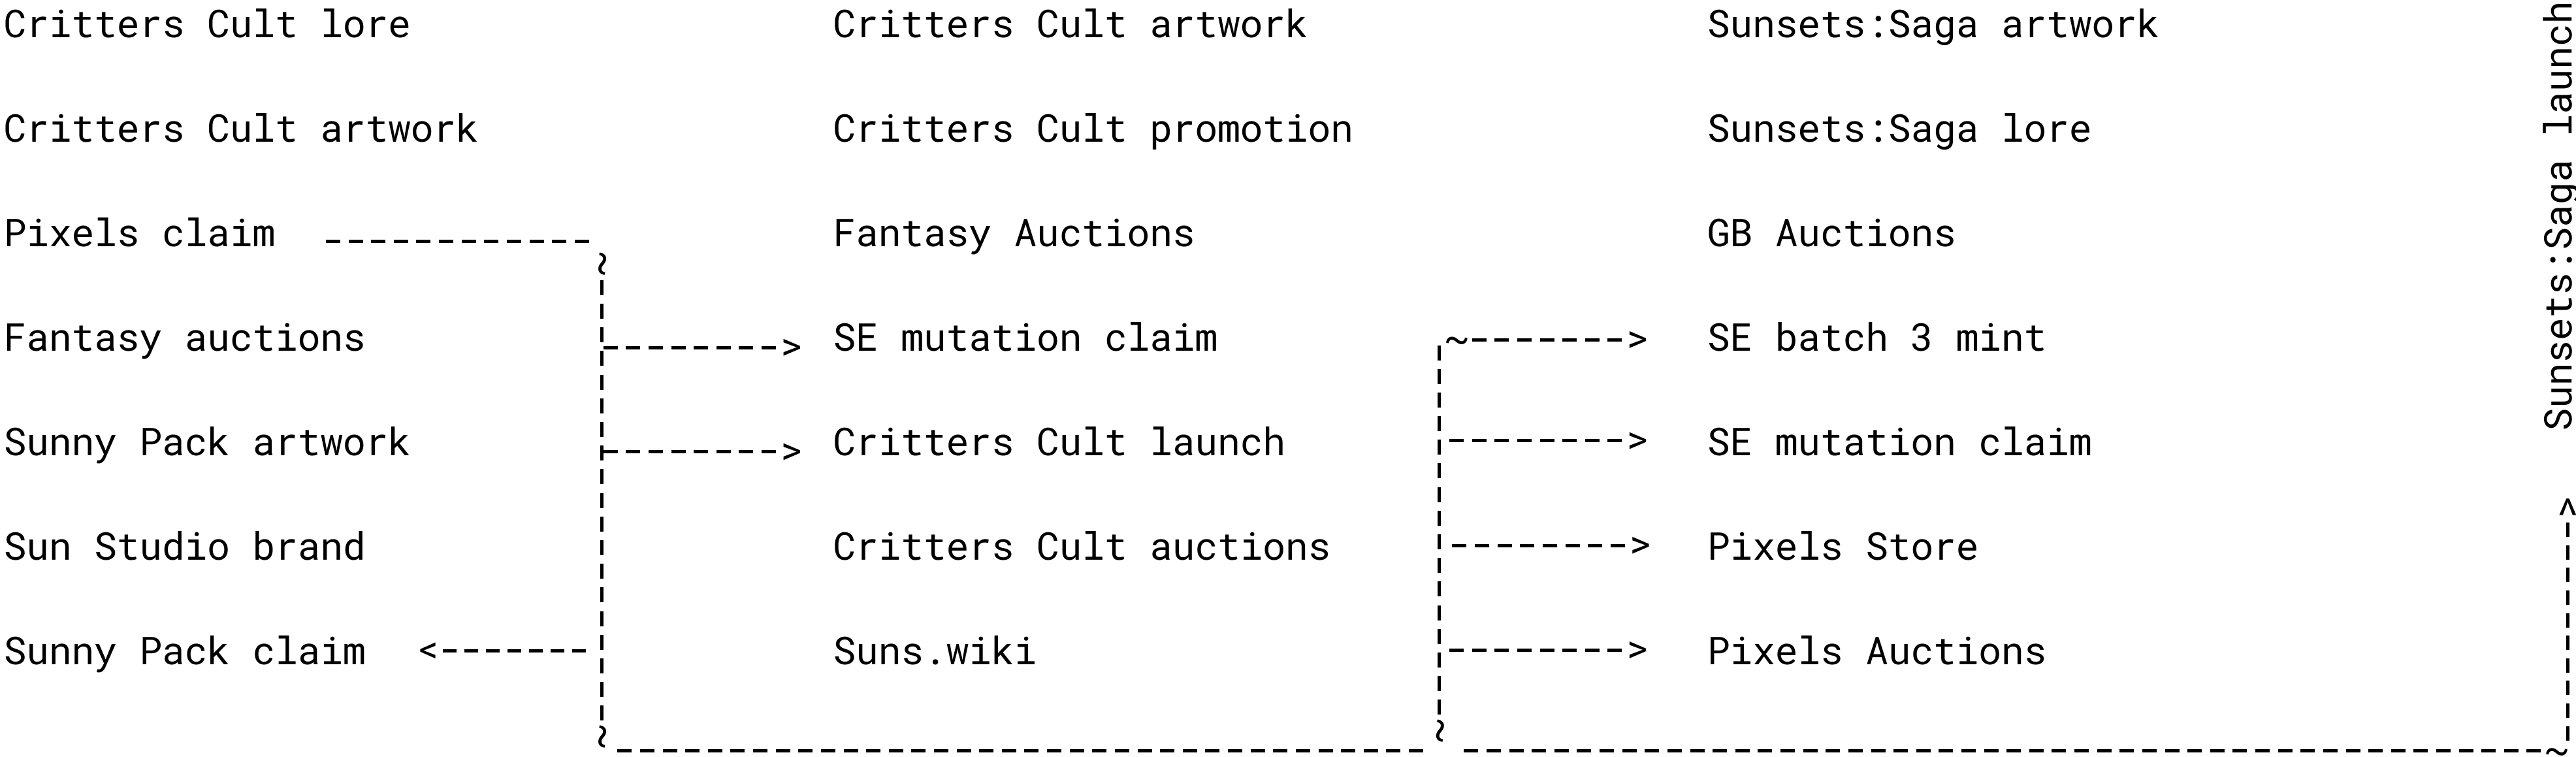 Critters Cult lore
Critters Cult artwork
Pixels claim
Fantasy auctions
Sunny Pack artwork
Sun Studio brand
Sunny Pack claim
Critters Cult artwork
Critters Cult promotion
Fantasy Auctions
SE mutation claim
Critters Cult launch
Critters Cult auctions
Suns.wiki
Sunsets:Saga artwork
Sunsets:Saga lore
GB Auctions
SE batch 3 mint
SE mutation claim
Pixels Store
Pixels Auctions
Sunsets:Saga launch